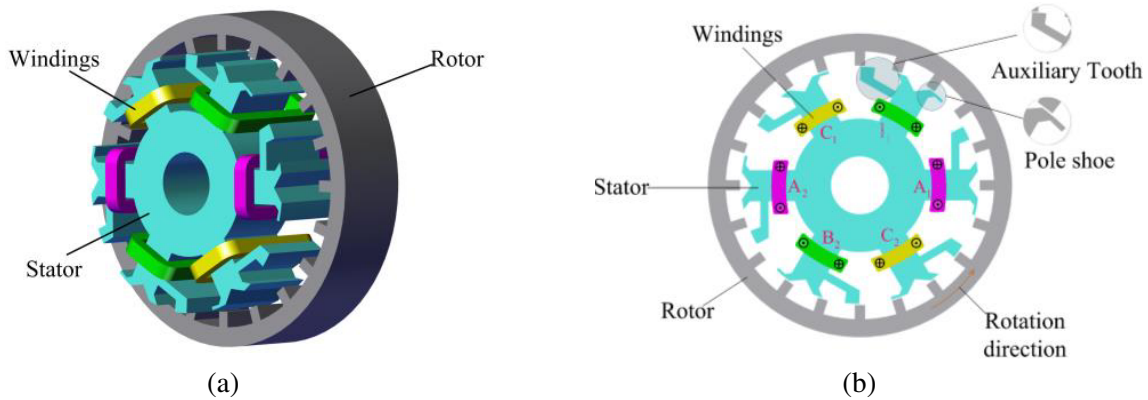 Windings
Rotor
Stator
(a)
Windings
Auxiliary Tooth
Pole shoe
C1
A2
A1
B2
C2
Stator
Rotor
Rotation
direction
(b)